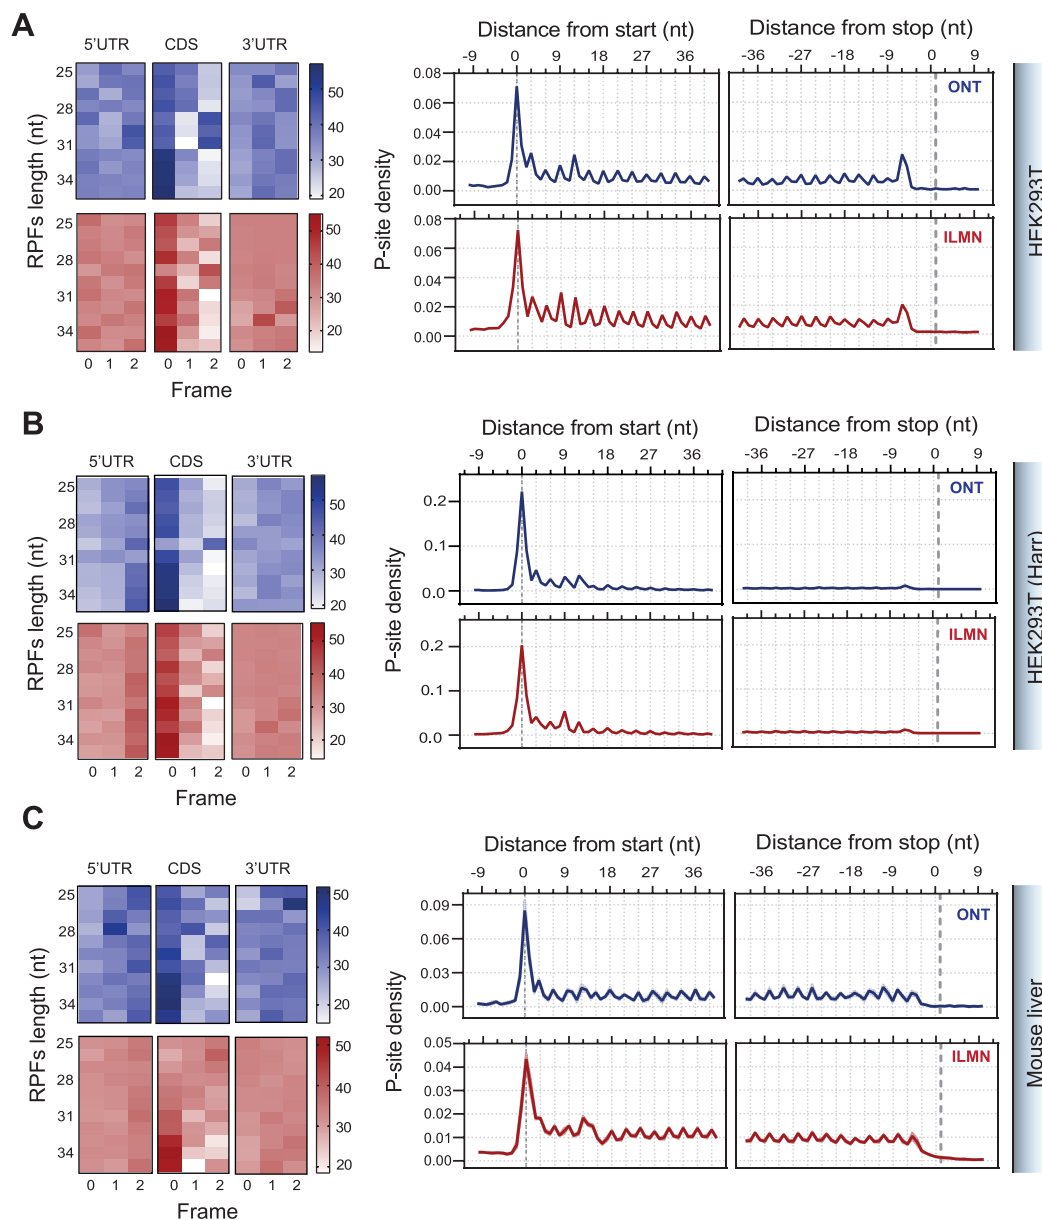 A
5'UTR CDS 3'UTR
25
28
31
34
50
40
30
20
25
28
31
34
50
40
30
20
RPFs length (nt)
0 1 2 0 1 2 0 1 2
Frame
Distance from start (nt)
-9 0 9 18 27 36
Distance from stop (nt)
-36 -27 -18 -9 0 9
P-site density
0.08
0.06
0.04
0.02
0.00
ONT
0.08
0.06
0.04
0.02
0.00
ILMN
HEK293T
B
5'UTR CDS 3'UTR
25
28
31
34
50
40
30
20
25
28
31
34
50
40
30
20
RPFs length (nt)
0 1 2 0 1 2 0 1 2
Frame
Distance from start (nt)
-9 0 9 18 27 36
Distance from stop (nt)
-36 -27 -18 -9 0 9
P-site density
0.2
0.1
0.0
ONT
0.2
0.1
0.0
ILMN
HEK293T (Harr)
C
5'UTR CDS 3'UTR
25
28
31
34
50
40
30
20
25
28
31
34
50
40
30
20
RPFs length (nt)
0 1 2 0 1 2 0 1 2
Frame
Distance from start (nt)
-9 0 9 18 27 36
Distance from stop (nt)
-36 -27 -18 -9 0 9
P-site density
0.09
0.06
0.03
0.00
ONT
0.05
0.04
0.03
0.02
0.01
0.00
ILMN
Mouse liver